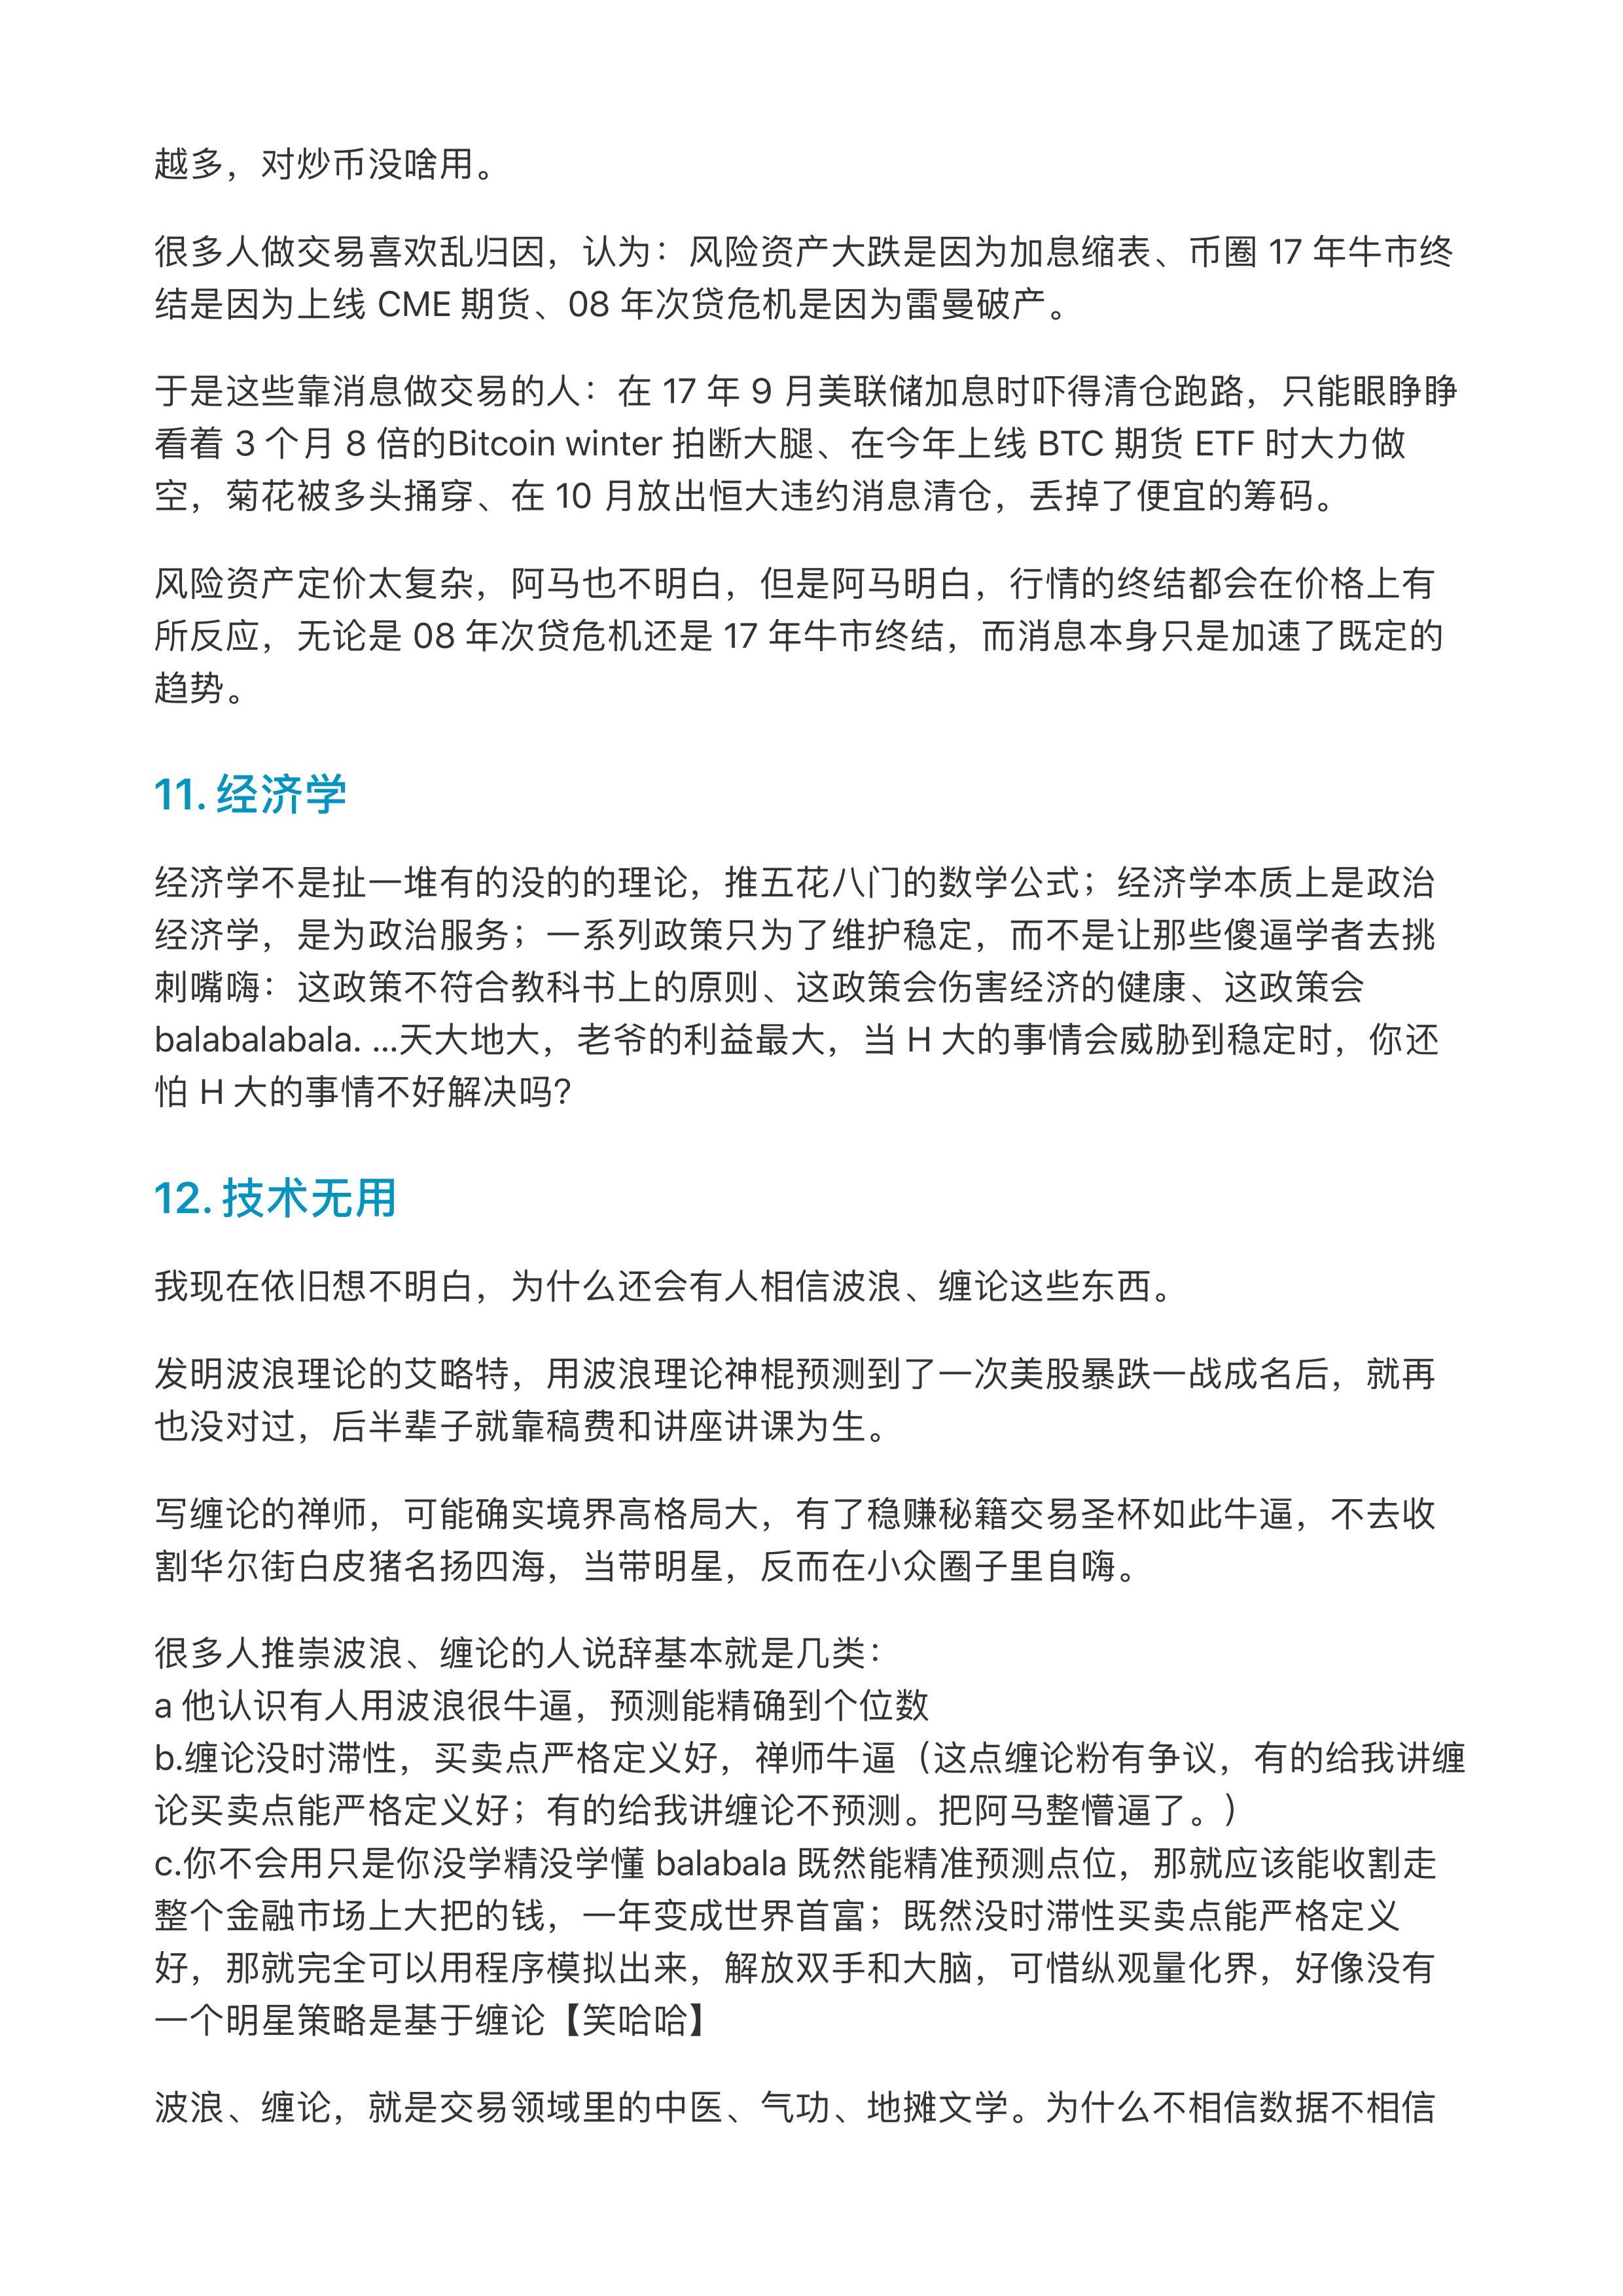 越多，对炒币没啥用。
很多人做交易喜欢乱归因，认为：风险资产大跌是因为加息缩表、币圈 17 年牛市终
结是因为上线 CME 期货、08 年次贷危机是因为雷曼破产。
于是这些靠消息做交易的人：在 17 年 9 月美联储加息时吓得清仓跑路，只能眼睁睁
看着 3 个月 8 倍的Bitcoin winter 拍断大腿、在今年上线 BTC 期货 ETF 时大力做
空，菊花被多头捅穿、在 10 月放出恒大违约消息清仓，丢掉了便宜的筹码。
风险资产定价太复杂，阿马也不明白，但是阿马明白，行情的终结都会在价格上有
所反应，无论是 08 年次贷危机还是 17 年牛市终结，而消息本身只是加速了既定的
趋势。
11. 经济学
经济学不是扯一堆有的没的的理论，推五花八门的数学公式；经济学本质上是政治
经济学，是为政治服务；一系列政策只为了维护稳定，而不是让那些傻逼学者去挑
刺嘴嗨：这政策不符合教科书上的原则、这政策会伤害经济的健康、这政策会
balabalabala. ...天大地大，老爷的利益最大，当 H 大的事情会威胁到稳定时，你还
怕 H 大的事情不好解决吗?
12. 技术无用
我现在依旧想不明白，为什么还会有人相信波浪、缠论这些东西。
发明波浪理论的艾略特，用波浪理论神棍预测到了一次美股暴跌一战成名后，就再
也没对过，后半辈子就靠稿费和讲座讲课为生。
写缠论的禅师，可能确实境界高格局大，有了稳赚秘籍交易圣杯如此牛逼，不去收
割华尔街白皮猪名扬四海，当带明星，反而在小众圈子里自嗨。
很多人推崇波浪、缠论的人说辞基本就是几类：
a 他认识有人用波浪很牛逼，预测能精确到个位数
b.缠论没时滞性，买卖点严格定义好，禅师牛逼（这点缠论粉有争议，有的给我讲缠
论买卖点能严格定义好；有的给我讲缠论不预测。把阿马整懵逼了。）
c.你不会用只是你没学精没学懂 balabala 既然能精准预测点位，那就应该能收割走
整个金融市场上大把的钱，一年变成世界首富；既然没时滞性买卖点能严格定义
好，那就完全可以用程序模拟出来，解放双手和大脑，可惜纵观量化界，好像没有
一个明星策略是基于缠论【笑哈哈】
波浪、缠论，就是交易领域里的中医、气功、地摊文学。为什么不相信数据不相信